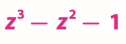 z³ − z² − 1